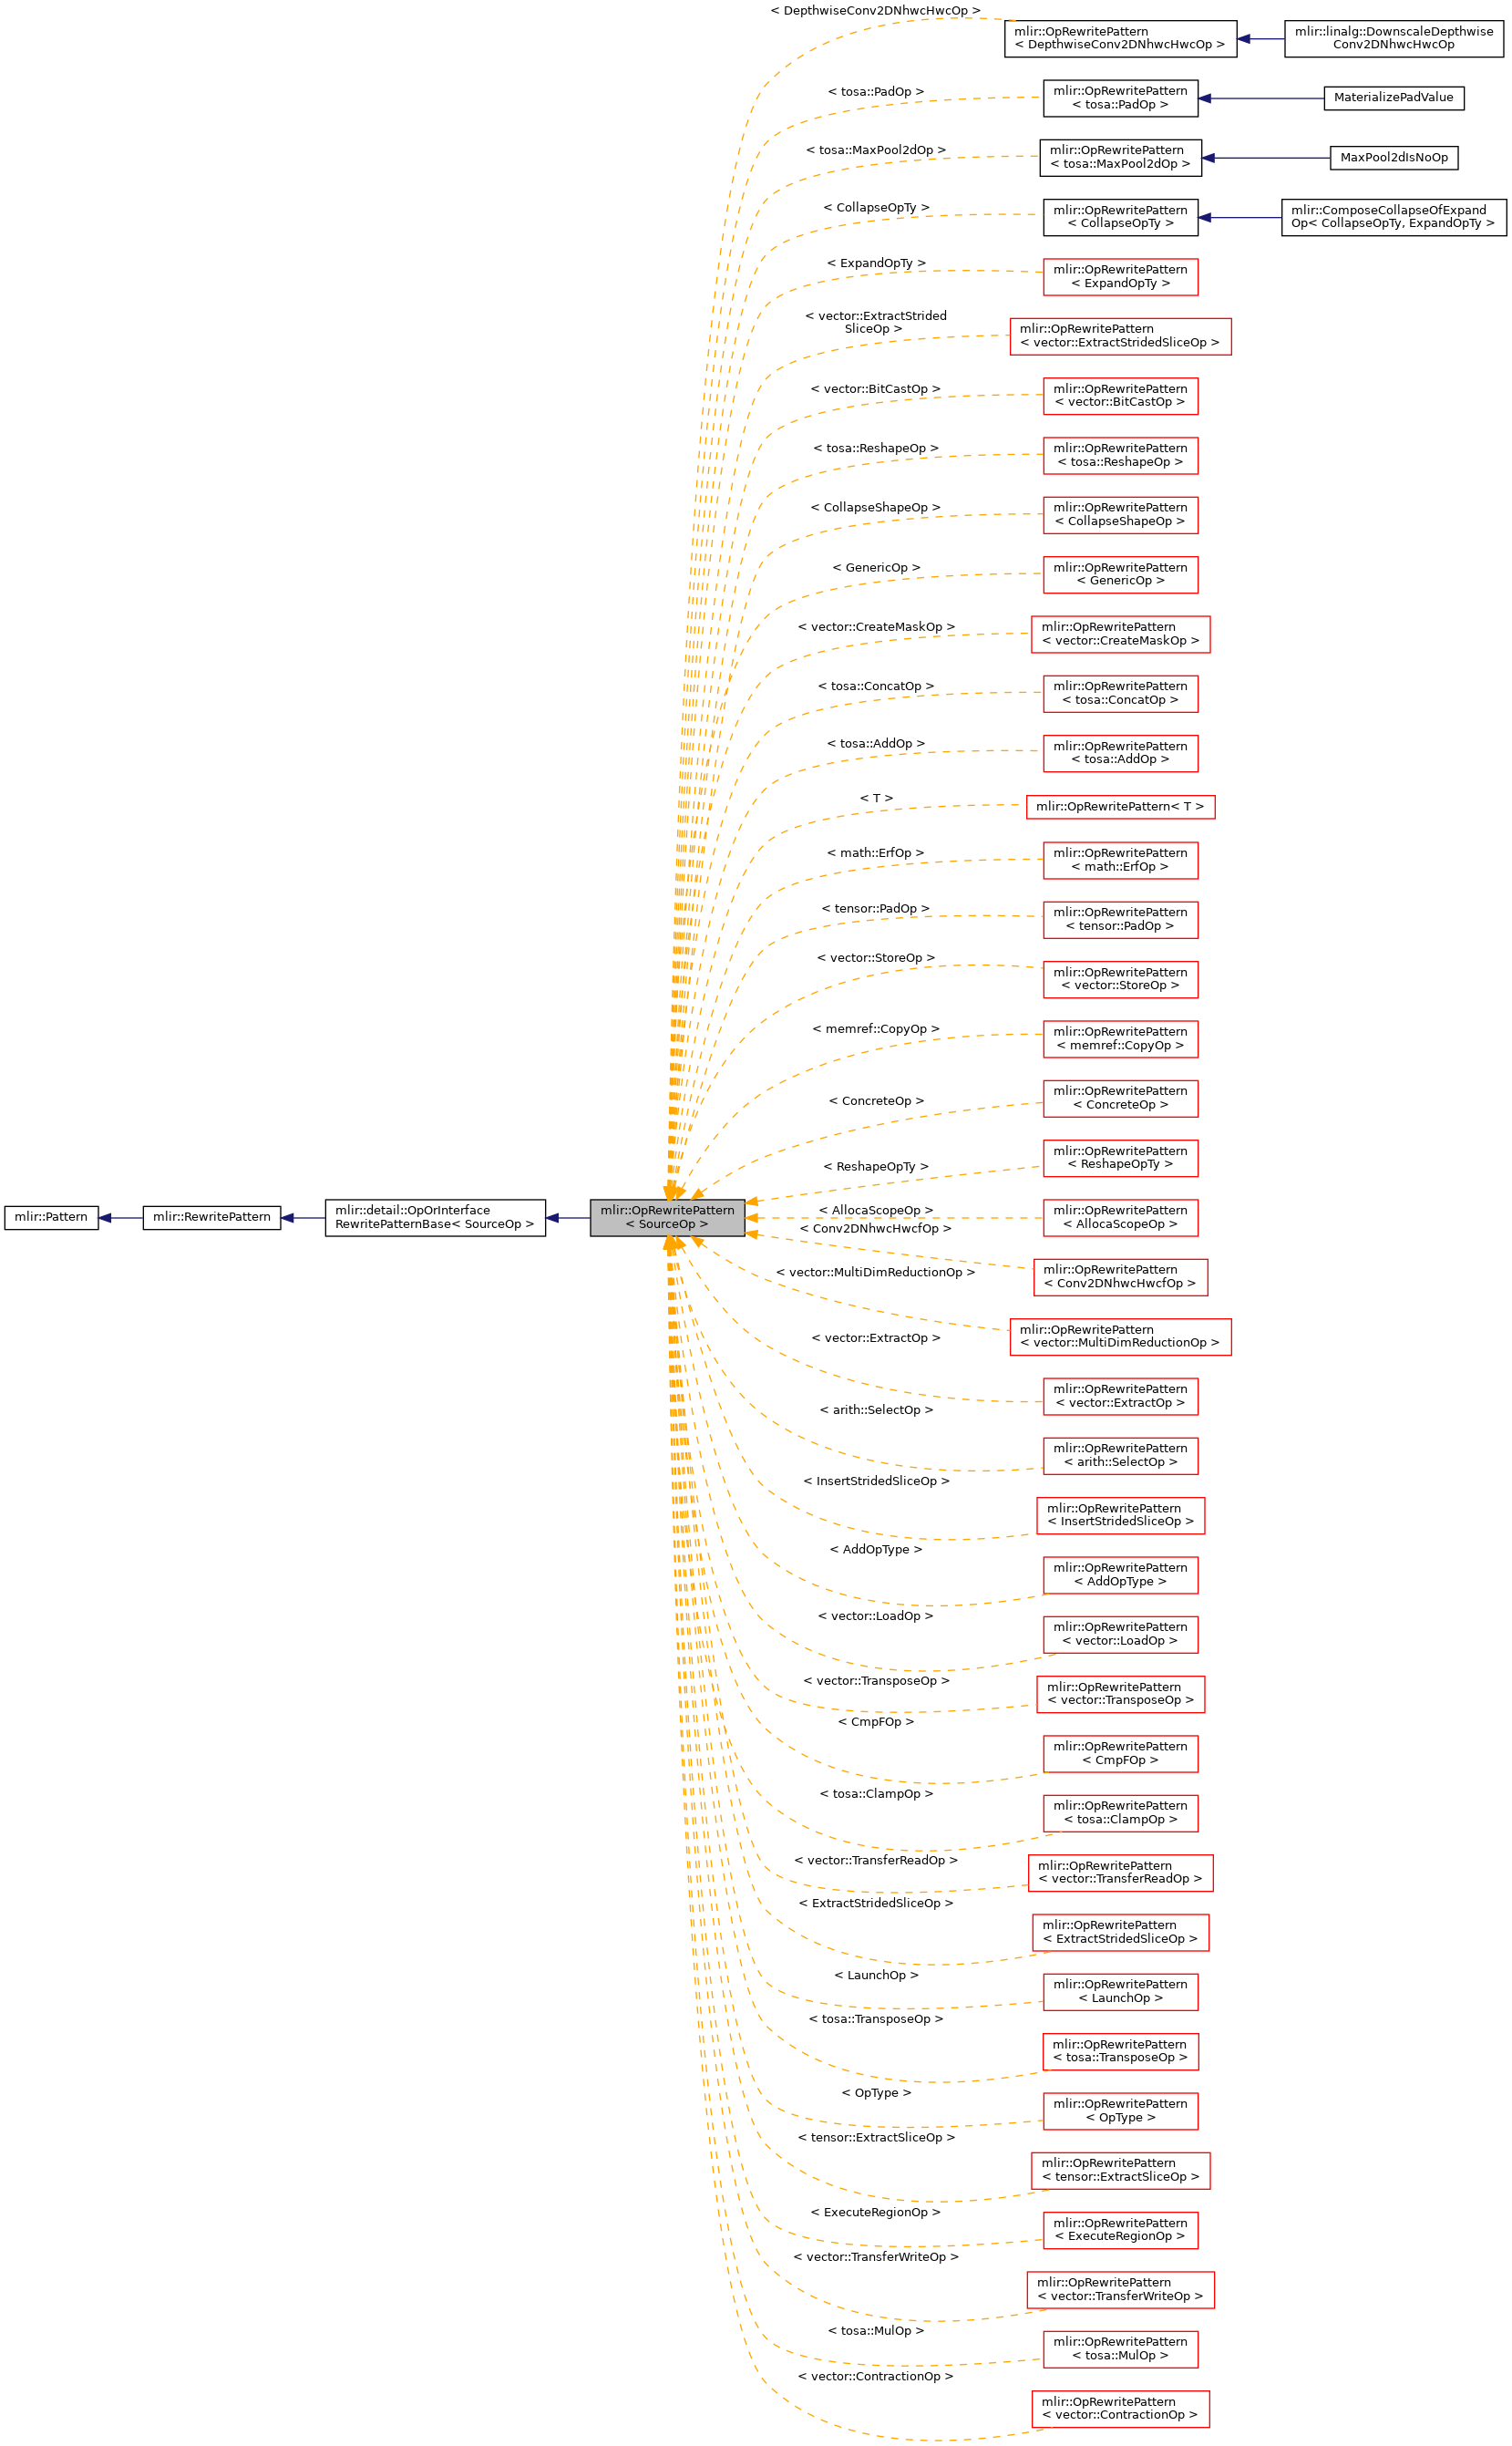 < DepthwiseConv2DNhwcHwcOp >
mlir::OpRewritePattern
< DepthwiseConv2DNhwcHwcOp >
mlir::linalg::DownscaleDepthwise
Conv2DNhwcHwcOp
< tosa::PadOp >
mlir::OpRewritePattern
< tosa::PadOp >
MaterializePadValue
< tosa::MaxPool2dOp >
mlir::OpRewritePattern
< tosa::MaxPool2dOp >
MaxPool2dIsNoOp
< CollapseOpTy >
mlir::OpRewritePattern
< CollapseOpTy >
mlir::ComposeCollapseOfExpand
Op< CollapseOpTy, ExpandOpTy >
< ExpandOpTy >
mlir::OpRewritePattern
< ExpandOpTy >
< vector::ExtractStrided
SliceOp >
mlir::OpRewritePattern
< vector::ExtractStridedSliceOp >
< vector::BitCastOp >
mlir::OpRewritePattern
< vector::BitCastOp >
< tosa::ReshapeOp >
mlir::OpRewritePattern
< tosa::ReshapeOp >
< CollapseShapeOp >
mlir::OpRewritePattern
< CollapseShapeOp >
< GenericOp >
mlir::OpRewritePattern
< GenericOp >
< vector::CreateMaskOp >
mlir::OpRewritePattern
< vector::CreateMaskOp >
< tosa::ConcatOp >
mlir::OpRewritePattern
< tosa::ConcatOp >
< tosa::AddOp >
mlir::OpRewritePattern
< tosa::AddOp >
< T >
mlir::OpRewritePattern< T >
< math::ErfOp >
mlir::OpRewritePattern
< math::ErfOp >
< tensor::PadOp >
mlir::OpRewritePattern
< tensor::PadOp >
< vector::StoreOp >
mlir::OpRewritePattern
< vector::StoreOp >
< memref::CopyOp >
mlir::OpRewritePattern
< memref::CopyOp >
< ConcreteOp >
mlir::OpRewritePattern
< ConcreteOp >
< ReshapeOpTy >
mlir::OpRewritePattern
< ReshapeOpTy >
mlir::Pattern
mlir::RewritePattern
mlir::detail::OpOrInterface
RewritePatternBase< SourceOp >
mlir::OpRewritePattern
< SourceOp >
< AllocaScopeOp >
mlir::OpRewritePattern
< AllocaScopeOp >
< Conv2DNhwcHwcfOp >
mlir::OpRewritePattern
< Conv2DNhwcHwcfOp >
< vector::MultiDimReductionOp >
mlir::OpRewritePattern
< vector::MultiDimReductionOp >
< vector::ExtractOp >
mlir::OpRewritePattern
< vector::ExtractOp >
< arith::SelectOp >
mlir::OpRewritePattern
< arith::SelectOp >
< InsertStridedSliceOp >
mlir::OpRewritePattern
< InsertStridedSliceOp >
< AddOpType >
mlir::OpRewritePattern
< AddOpType >
< vector::LoadOp >
mlir::OpRewritePattern
< vector::LoadOp >
< vector::TransposeOp >
mlir::OpRewritePattern
< vector::TransposeOp >
< CmpFOp >
mlir::OpRewritePattern
< CmpFOp >
< tosa::ClampOp >
mlir::OpRewritePattern
< tosa::ClampOp >
< vector::TransferReadOp >
mlir::OpRewritePattern
< vector::TransferReadOp >
< ExtractStridedSliceOp >
mlir::OpRewritePattern
< ExtractStridedSliceOp >
< LaunchOp >
mlir::OpRewritePattern
< LaunchOp >
< tosa::TransposeOp >
mlir::OpRewritePattern
< tosa::TransposeOp >
< OpType >
mlir::OpRewritePattern
< OpType >
< tensor::ExtractSliceOp >
mlir::OpRewritePattern
< tensor::ExtractSliceOp >
< ExecuteRegionOp >
mlir::OpRewritePattern
< ExecuteRegionOp >
< vector::TransferWriteOp >
mlir::OpRewritePattern
< vector::TransferWriteOp >
< tosa::MulOp >
mlir::OpRewritePattern
< tosa::MulOp >
< vector::ContractionOp >
mlir::OpRewritePattern
< vector::ContractionOp >